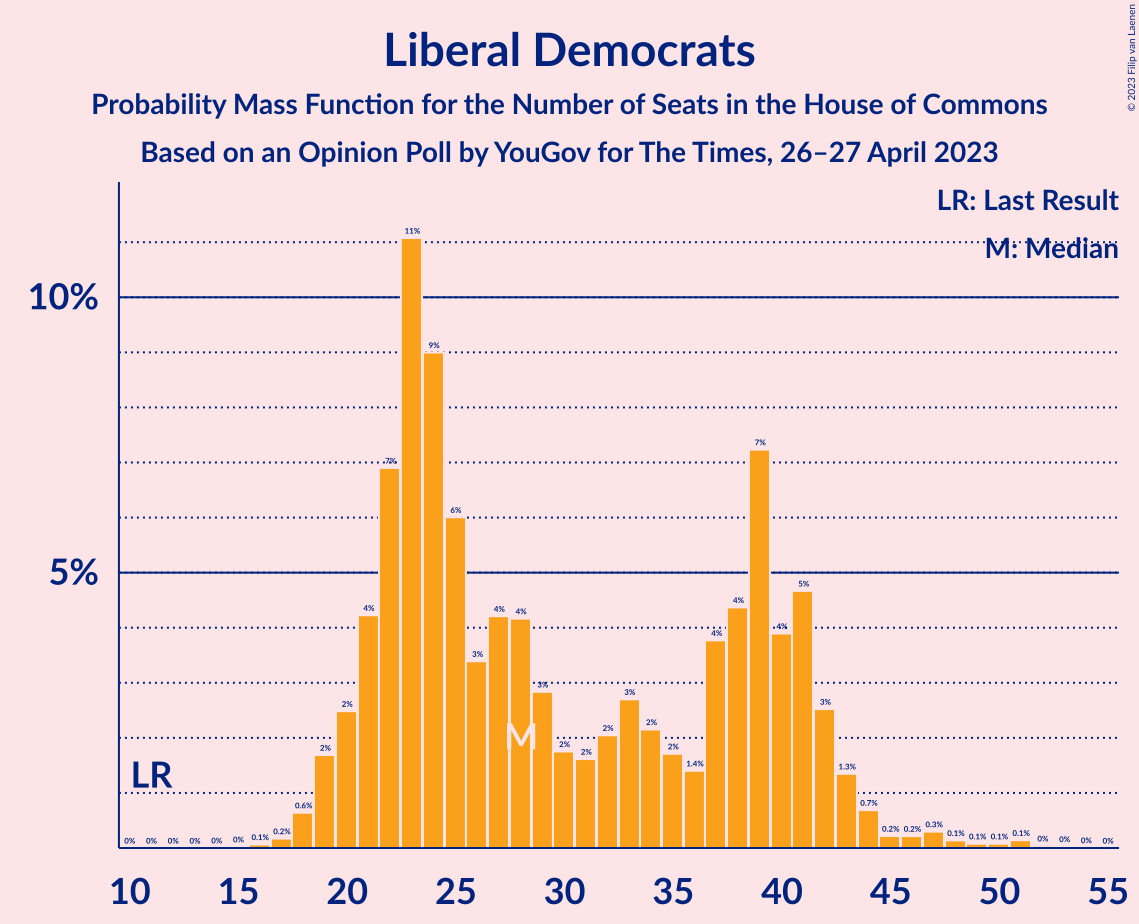 Liberal Democrats
Probability Mass Function for the Number of Seats in the House of Commons
Based on an Opinion Poll by YouGov for The Times, 26–27 April 2023
© 2023 Filip van Laenen
LR: Last Result
M: Median
10%
5%
0% 0% 0% 0% 0% 0% 0.1% 0.2% 0.6% 2% 2% 4% 7% 11% 9% 6% 3% 4% 4% 3% 2% 2% 2% 3% 2% 2% 1.4% 4% 4% 7% 4% 5% 3% 1.3% 0.7% 0.2% 0.2% 0.3% 0.1% 0.1% 0.1% 0.1% 0% 0% 0% 0%
M
LR
10 15 20 25 30 35 40 45 50 55